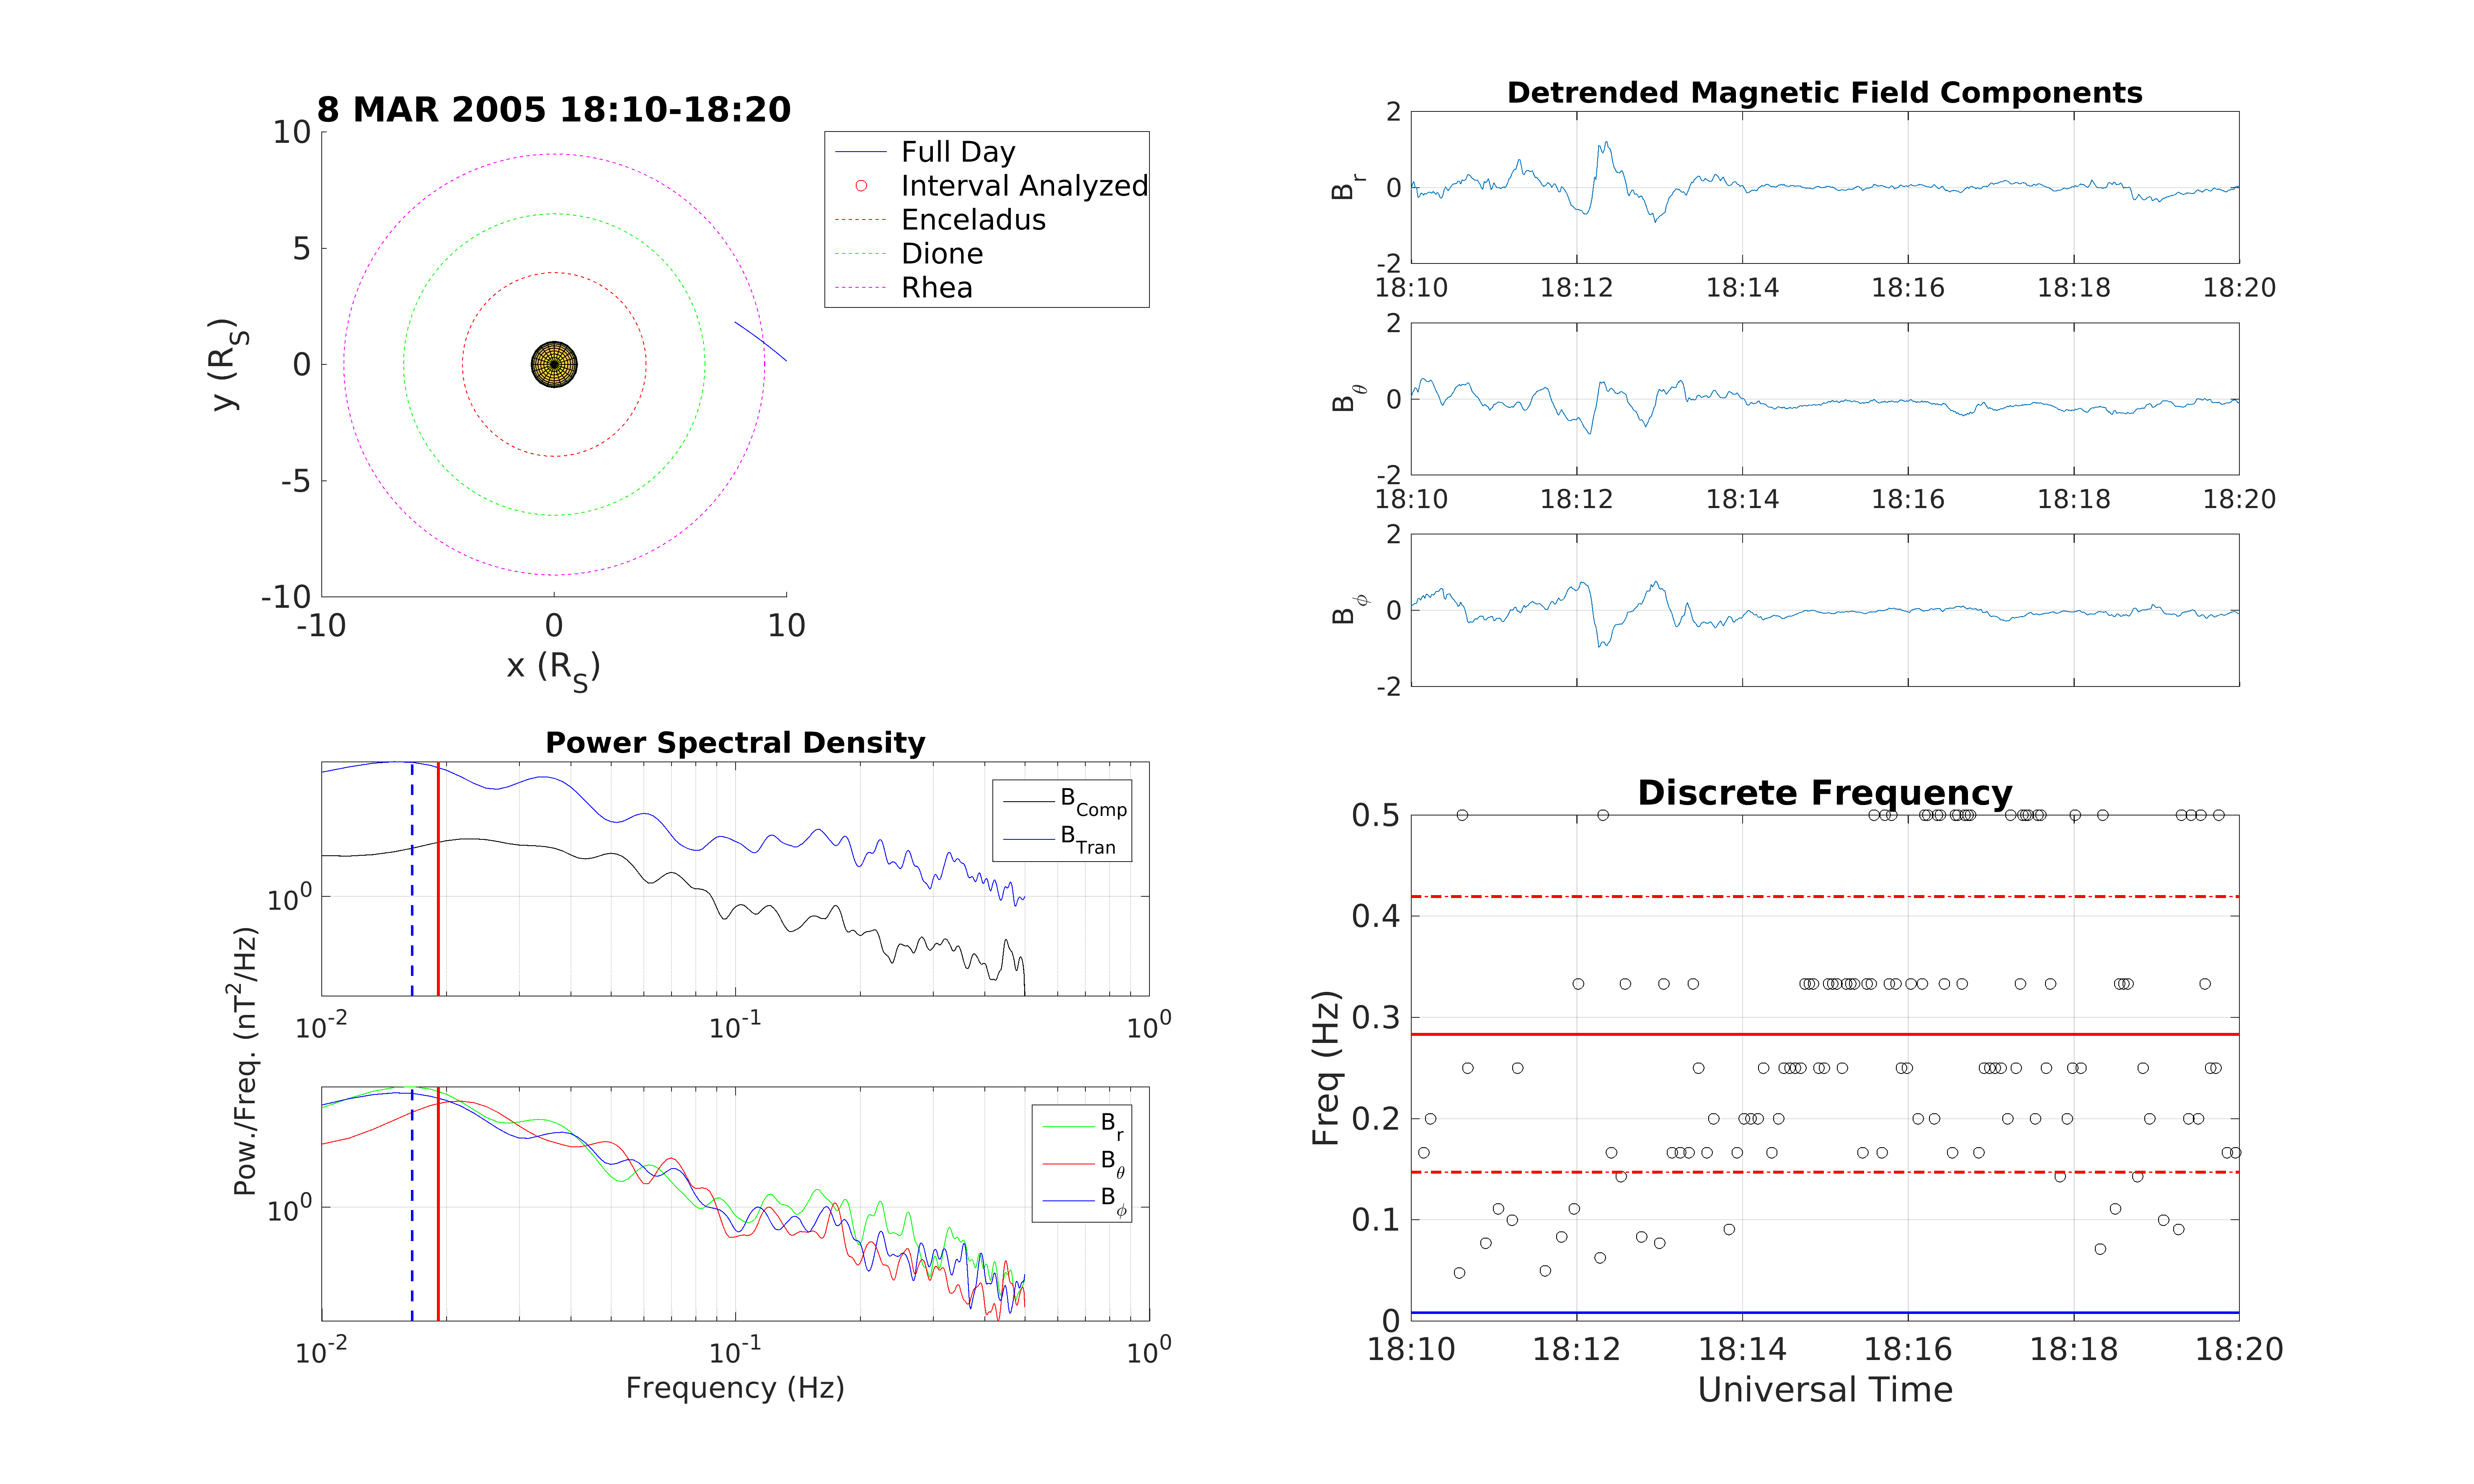 8 MAR 2005 18:10-18:20
10
5
0
-5
-10
-10 0 10
y (R_S)
x (R_S)
Full Day
Interval Analyzed
Enceladus
Dione
Rhea
Detrended Magnetic Field Components
2
0
-2
B_r
18:10 18:12 18:14 18:16 18:18 18:20
2
0
-2
B_θ
18:10 18:12 18:14 18:16 18:18 18:20
2
0
-2
B_ϕ
Power Spectral Density
10^0
B_Comp
B_Tran
10^-2 10^-1 10^0
Pow./Freq. (nT^2/Hz)
10^0
B_r
B_θ
B_ϕ
10^-2 10^-1 10^0
Frequency (Hz)
Discrete Frequency
0.5
0.4
0.3
0.2
0.1
0
Freq (Hz)
18:10 18:12 18:14 18:16 18:18 18:20
Universal Time